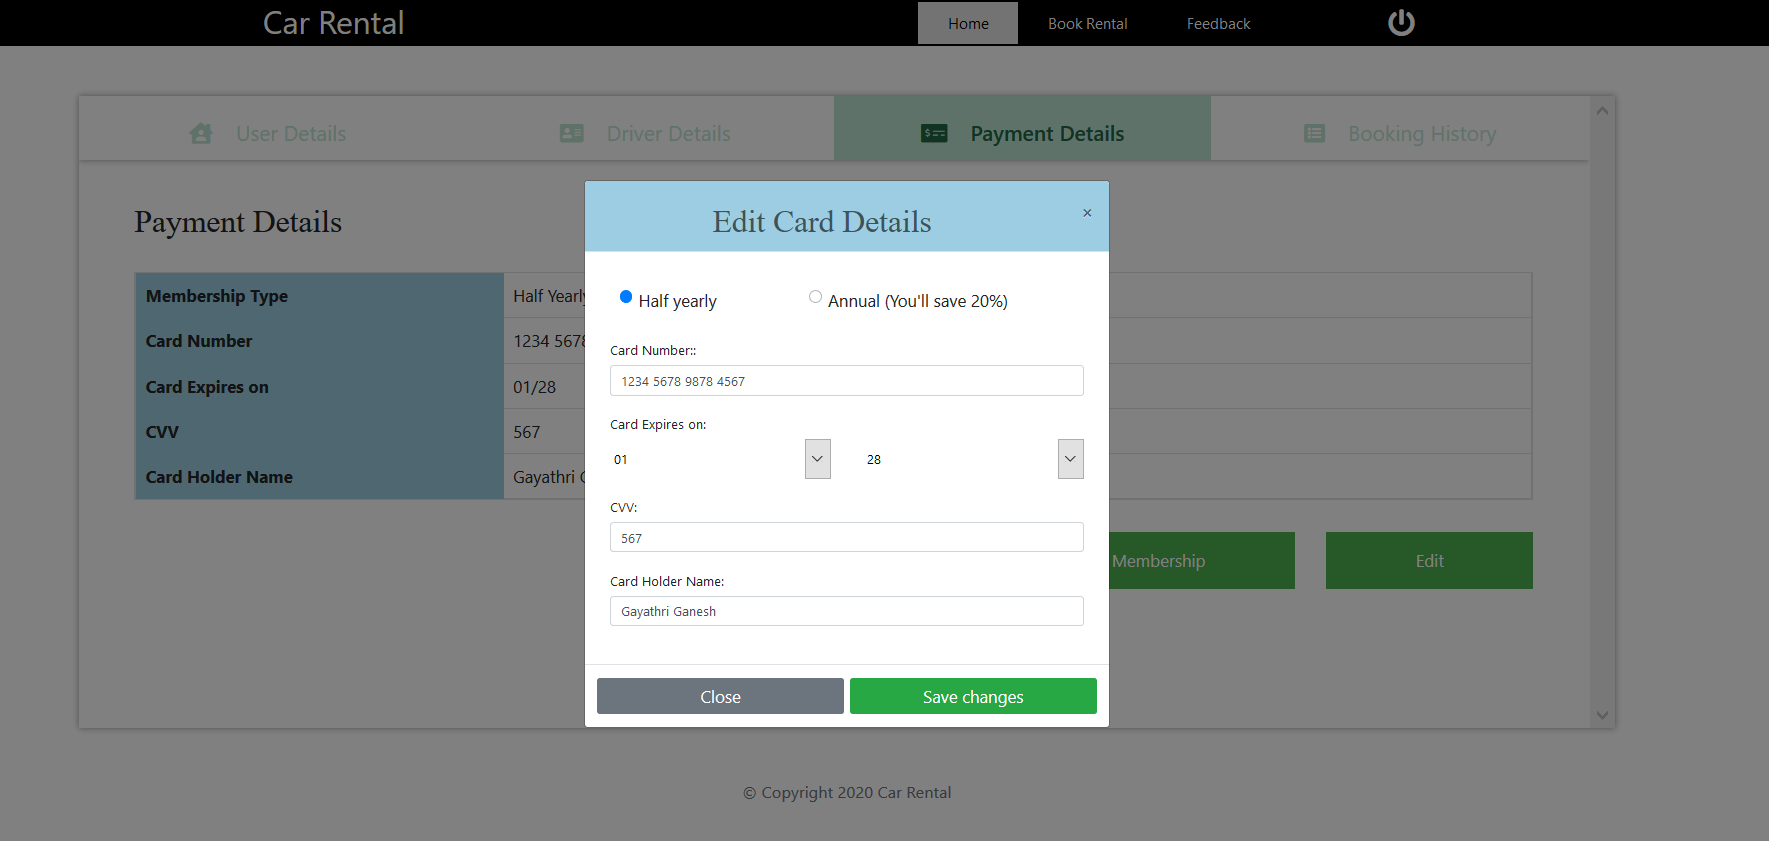 Car Rental
Home
Book Rental
Feedback
User Details
Driver Details
Payment Details
Booking History
Payment Details
Membership Type
Half Yearly
Card Number
1234 5678
Card Expires on
01/28
CVV
567
Card Holder Name
Gayathri
Membership
Edit
Edit Card Details
×
Half yearly
Annual (You'll save 20%)
Card Number::
1234 5678 9878 4567
Card Expires on:
01
28
CVV:
567
Card Holder Name:
Gayathri Ganesh
Close
Save changes
© Copyright 2020 Car Rental